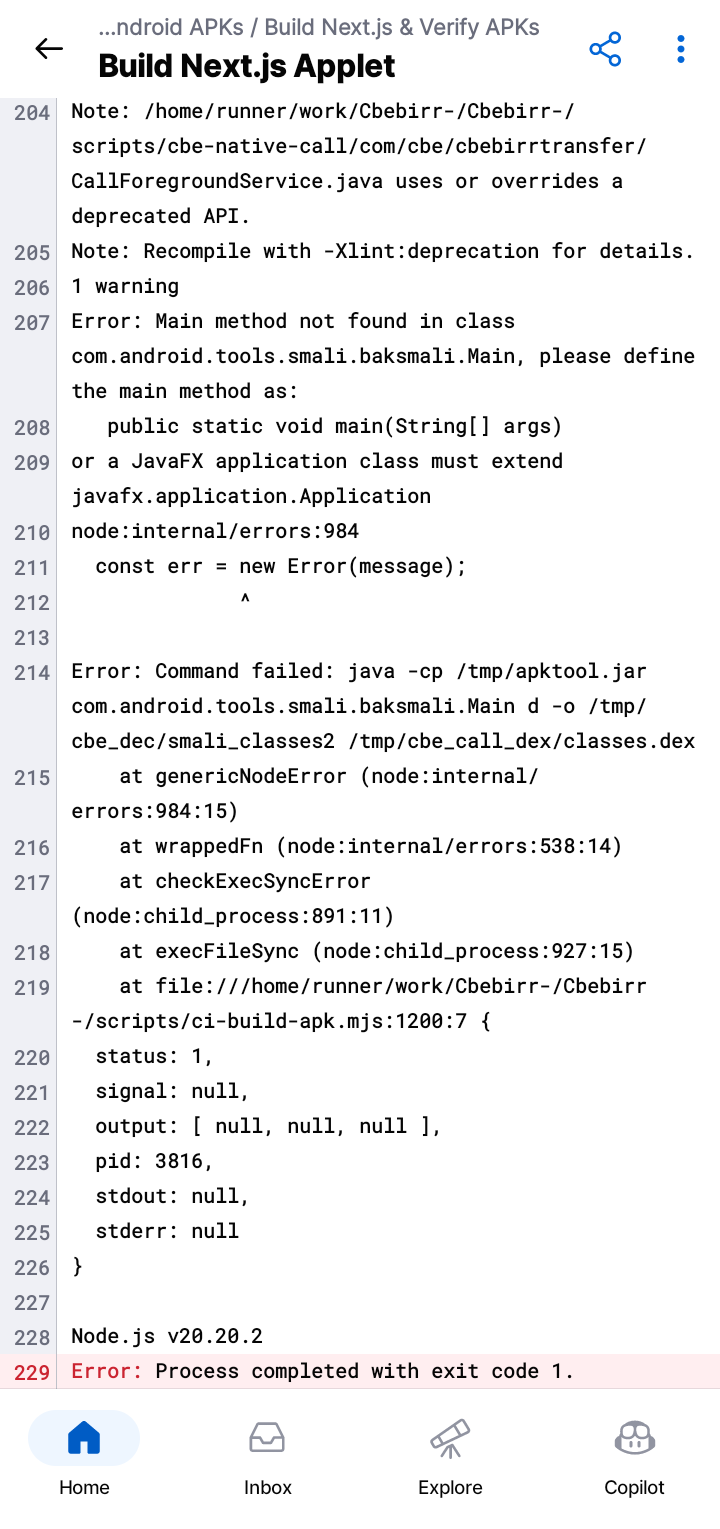 ...ndroid APKs / Build Next.js & Verify APKs
Build Next.js Applet
204 Note: /home/runner/work/Cbebirr-/Cbebirr-/
scripts/cbe-native-call/com/cbe/cbebirrtransfer/
CallForegroundService.java uses or overrides a
deprecated API.
205 Note: Recompile with -Xlint:deprecation for details.
206 1 warning
207 Error: Main method not found in class
com.android.tools.smali.baksmali.Main, please define
the main method as:
208 public static void main(String[] args)
209 or a JavaFX application class must extend
javafx.application.Application
210 node:internal/errors:984
211 const err = new Error(message);
212 ^
213
214 Error: Command failed: java -cp /tmp/apktool.jar
com.android.tools.smali.baksmali.Main d -o /tmp/
cbe_dec/smali_classes2 /tmp/cbe_call_dex/classes.dex
215 at genericNodeError (node:internal/
errors:984:15)
216 at wrappedFn (node:internal/errors:538:14)
217 at checkExecSyncError
(node:child_process:891:11)
218 at execFileSync (node:child_process:927:15)
219 at file:///home/runner/work/Cbebirr-/Cbebirr
-/scripts/ci-build-apk.mjs:1200:7 {
220 status: 1,
221 signal: null,
222 output: [ null, null, null ],
223 pid: 3816,
224 stdout: null,
225 stderr: null
226 }
227
228 Node.js v20.20.2
229 Error: Process completed with exit code 1.
Home Inbox Explore Copilot